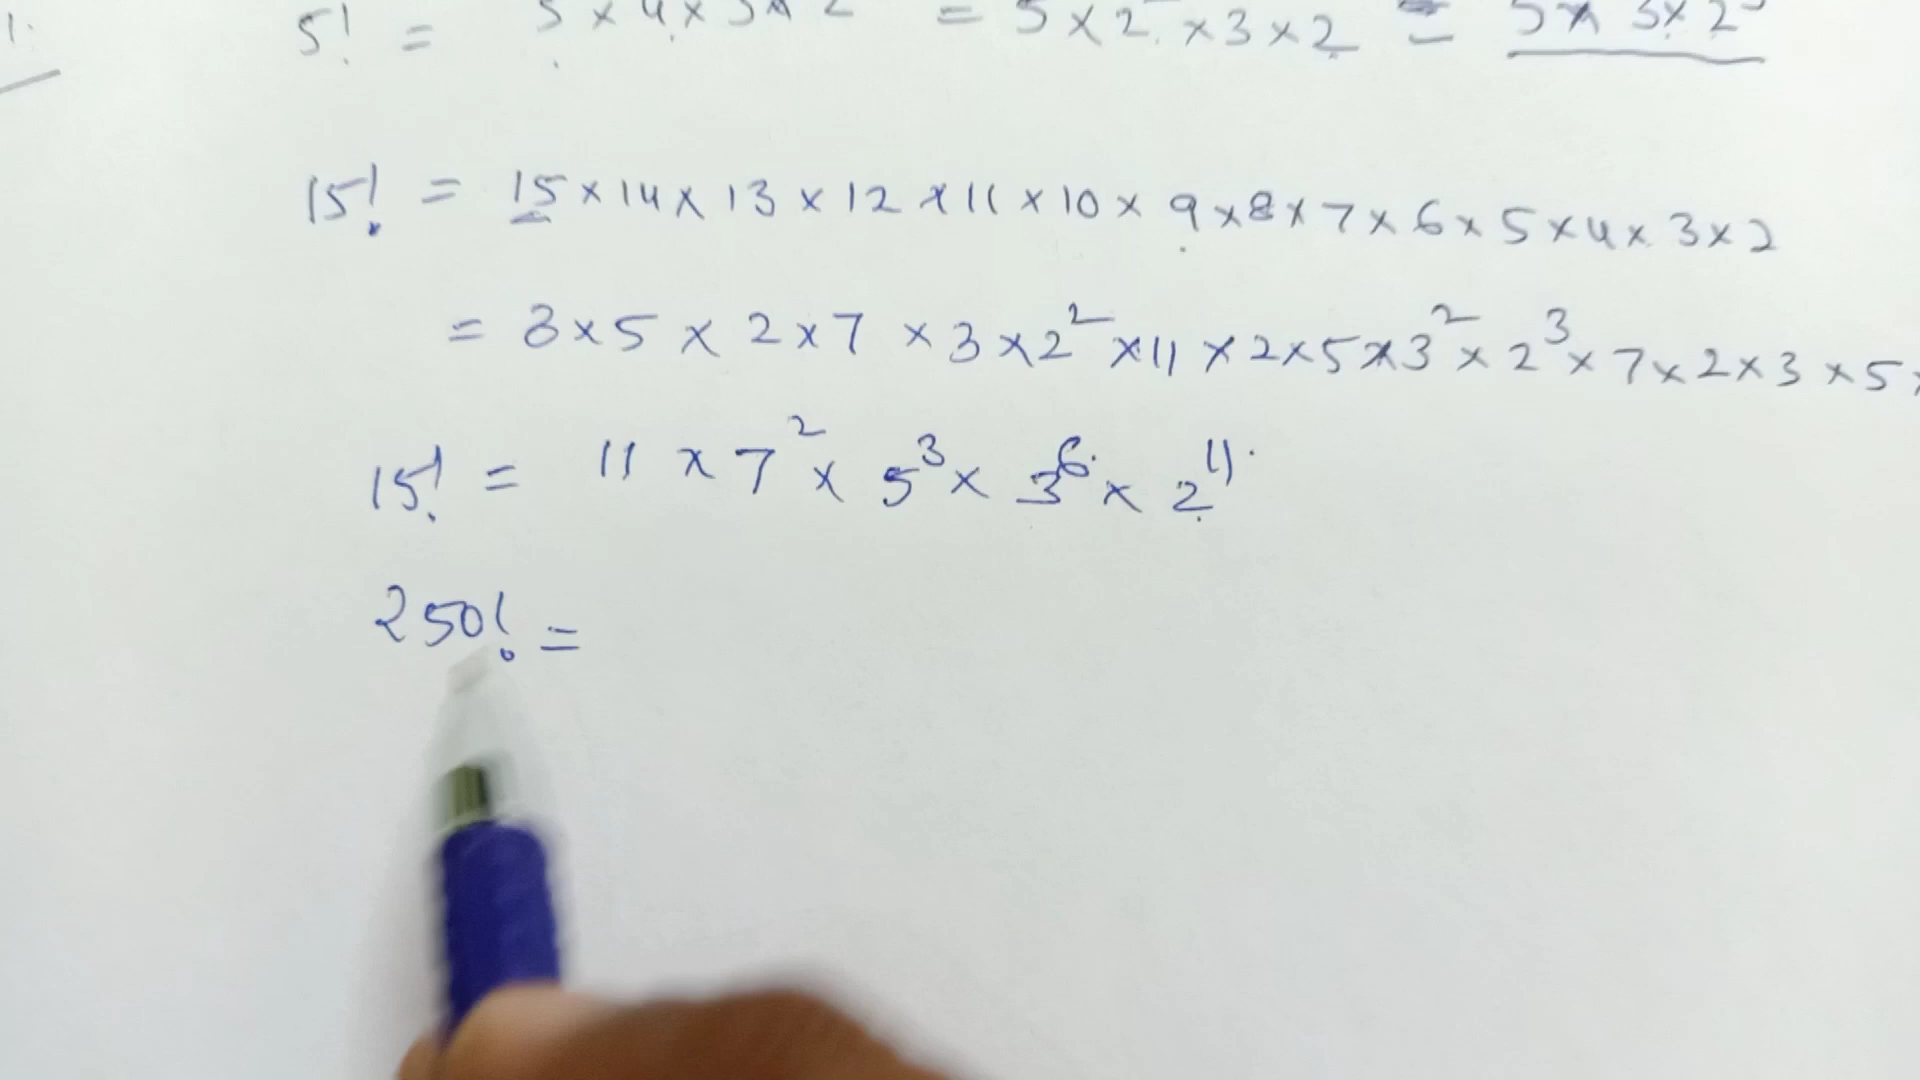 1. 5! = 5 × 4 × 3 × 2 = 5 × 2 × 3 × 2 = 5 × 3 × 2³
15! = 15 × 14 × 13 × 12 × 11 × 10 × 9 × 8 × 7 × 6 × 5 × 4 × 3 × 2
= 3 × 5 × 2 × 7 × 3 × 2² × 11 × 2 × 5 × 3² × 2³ × 7 × 2 × 3 × 5 ×
15! = 11 × 7² × 5³ × 3⁶ × 2¹¹
250! =